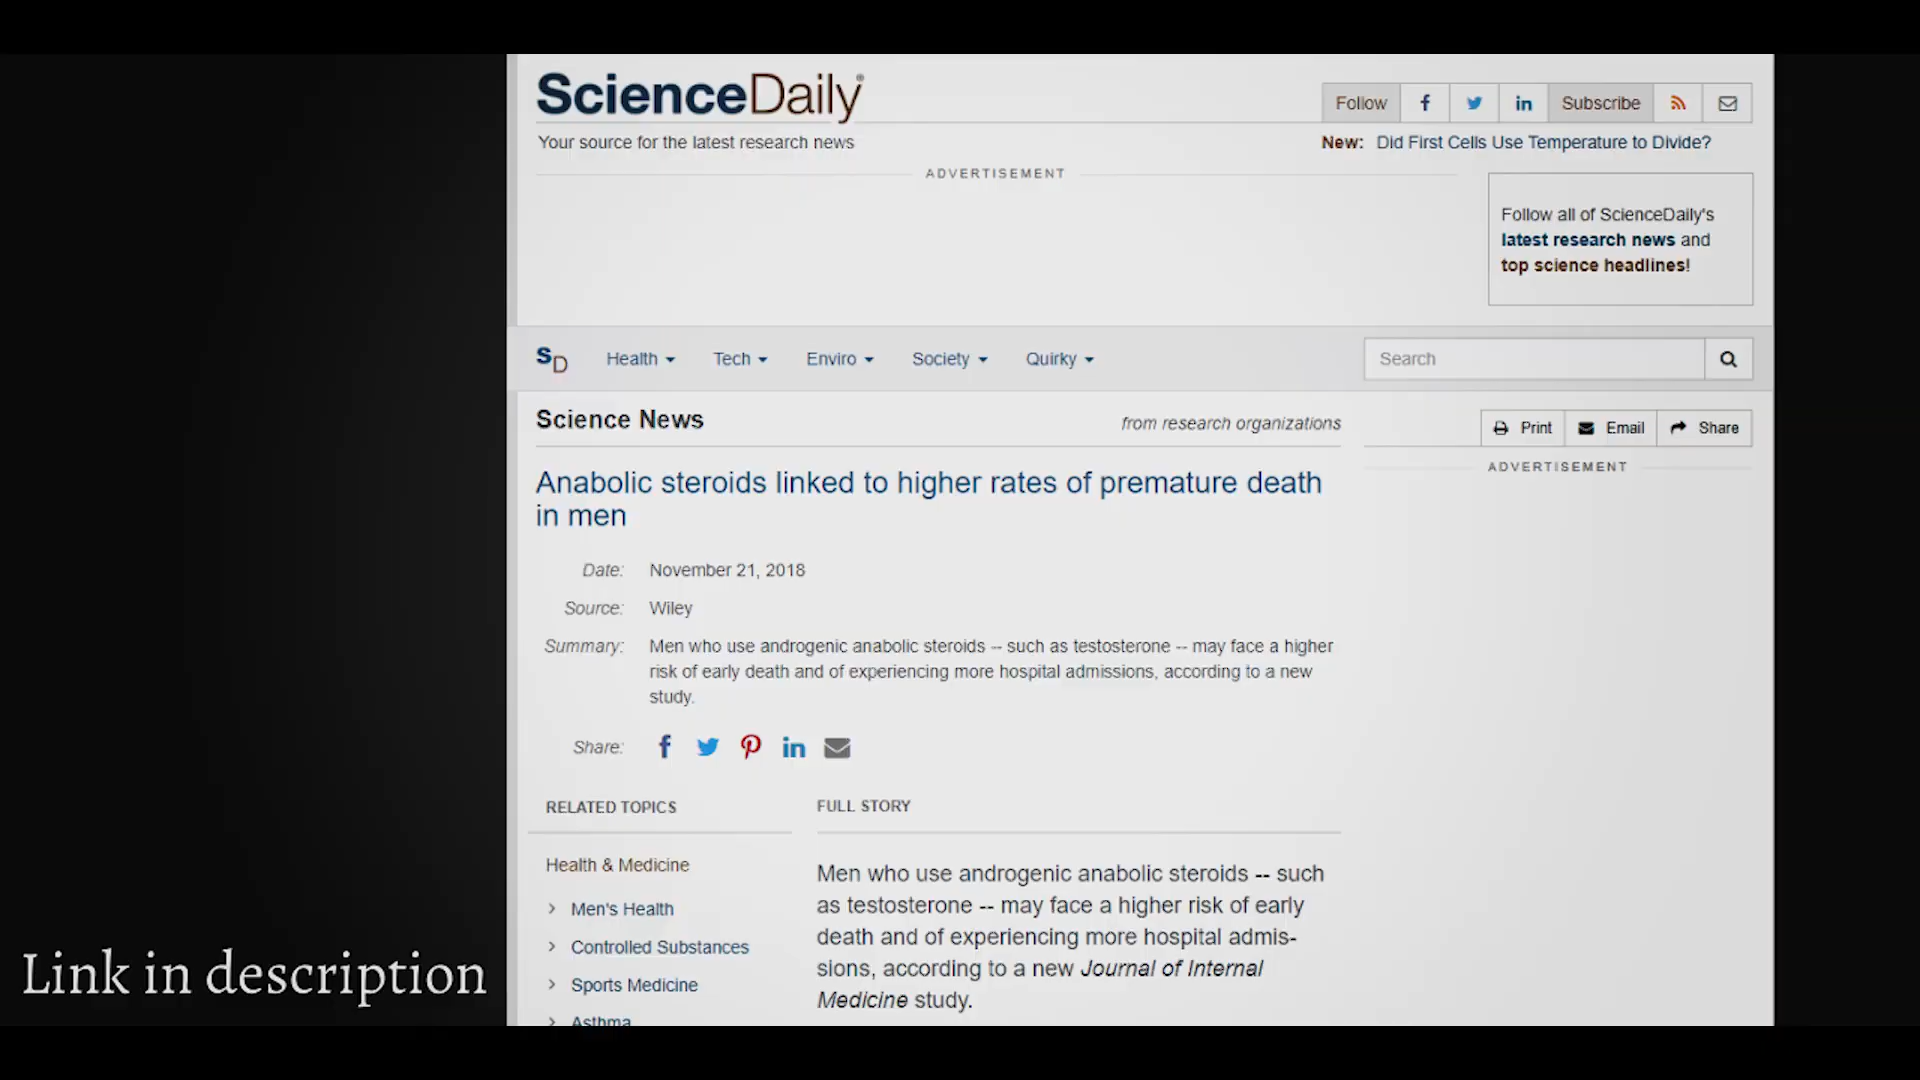 ScienceDaily®
Your source for the latest research news
Follow
Subscribe
New: Did First Cells Use Temperature to Divide?
ADVERTISEMENT
Follow all of ScienceDaily's
latest research news and
top science headlines!
SD Health Tech Enviro Society Quirky
Search
Science News
from research organizations
Print Email Share
ADVERTISEMENT
Anabolic steroids linked to higher rates of premature death
in men
Date: November 21, 2018
Source: Wiley
Summary: Men who use androgenic anabolic steroids -- such as testosterone -- may face a higher
risk of early death and of experiencing more hospital admissions, according to a new
study.
Share:
RELATED TOPICS
Health & Medicine
Men's Health
Controlled Substances
Sports Medicine
Asthma
FULL STORY
Men who use androgenic anabolic steroids -- such
as testosterone -- may face a higher risk of early
death and of experiencing more hospital admis-
sions, according to a new Journal of Internal
Medicine study.
Link in description